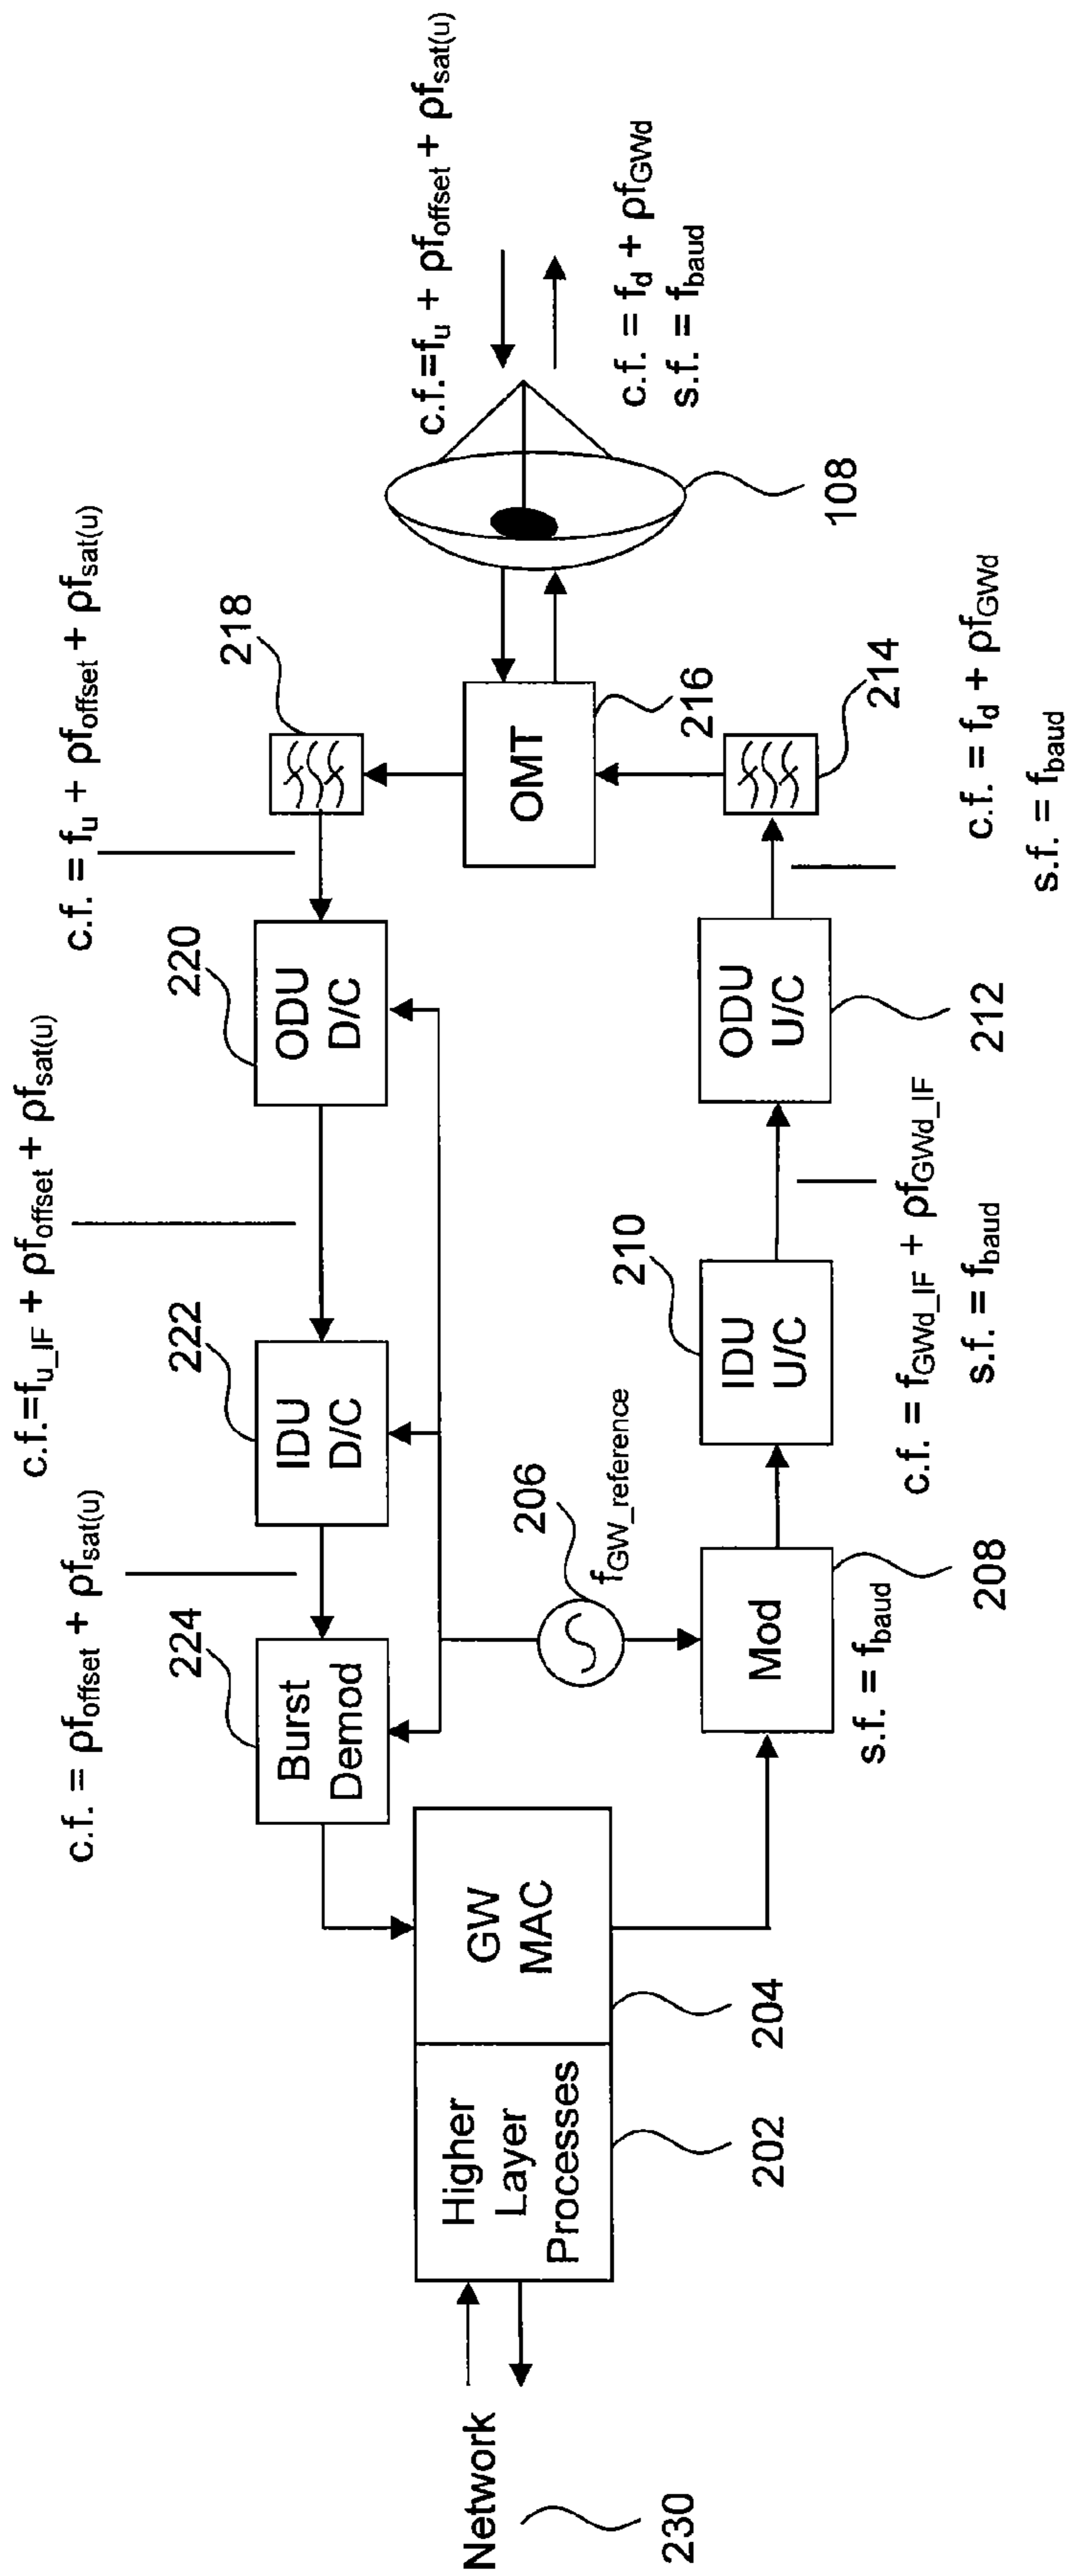 Network
230
Higher
Layer
Processes
202
GW
MAC
204
c.f. = ρf_offset + ρf_sat(u)
224
Burst
Demod
c.f.=f_u_IF + ρf_offset + ρf_sat(u)
222
IDU
D/C
220
ODU
D/C
c.f. = f_u + ρf_offset + ρf_sat(u)
218
206
f_GW_reference
Mod
208
s.f. = f_baud
210
IDU
U/C
c.f. = f_GWd_IF + ρf_GWd_IF
s.f. = f_baud
ODU
U/C
212
c.f. = f_d + ρf_GWd
s.f. = f_baud
214
OMT
216
108
c.f.=f_u + ρf_offset + ρf_sat(u)
c.f. = f_d + ρf_GWd
s.f. = f_baud